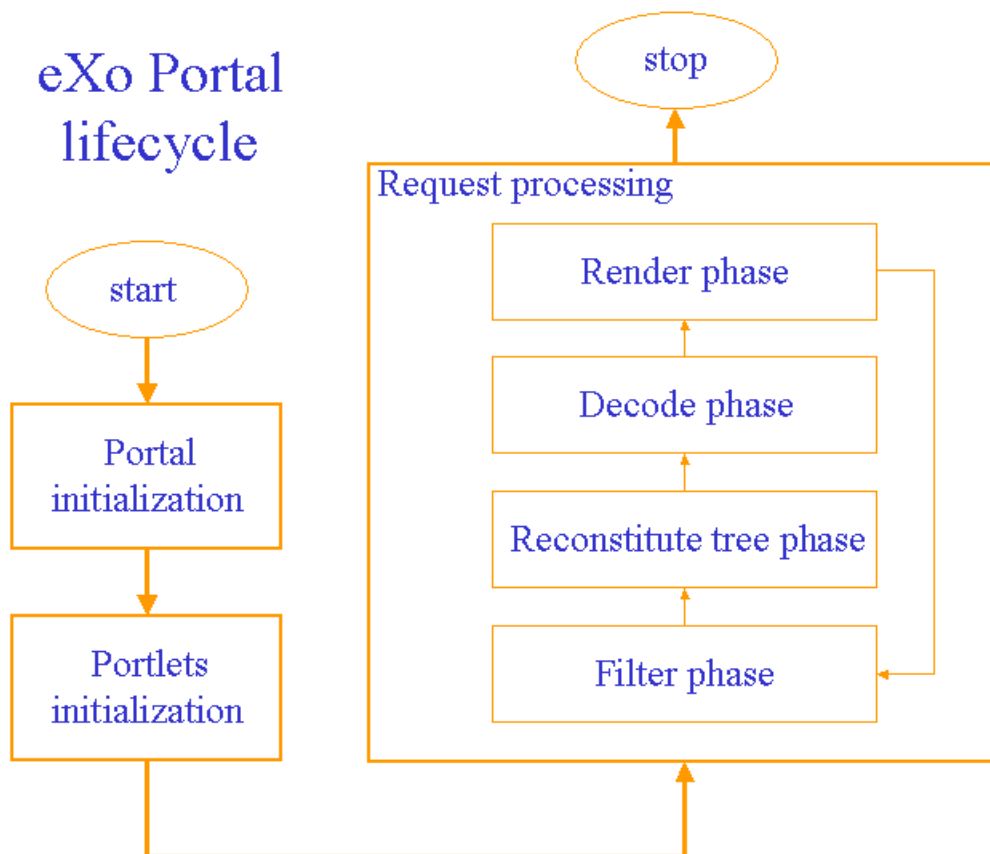 eXo Portal
lifecycle
start
Portal
initialization
Portlets
initialization
stop
Request processing
Render phase
Decode phase
Reconstitute tree phase
Filter phase